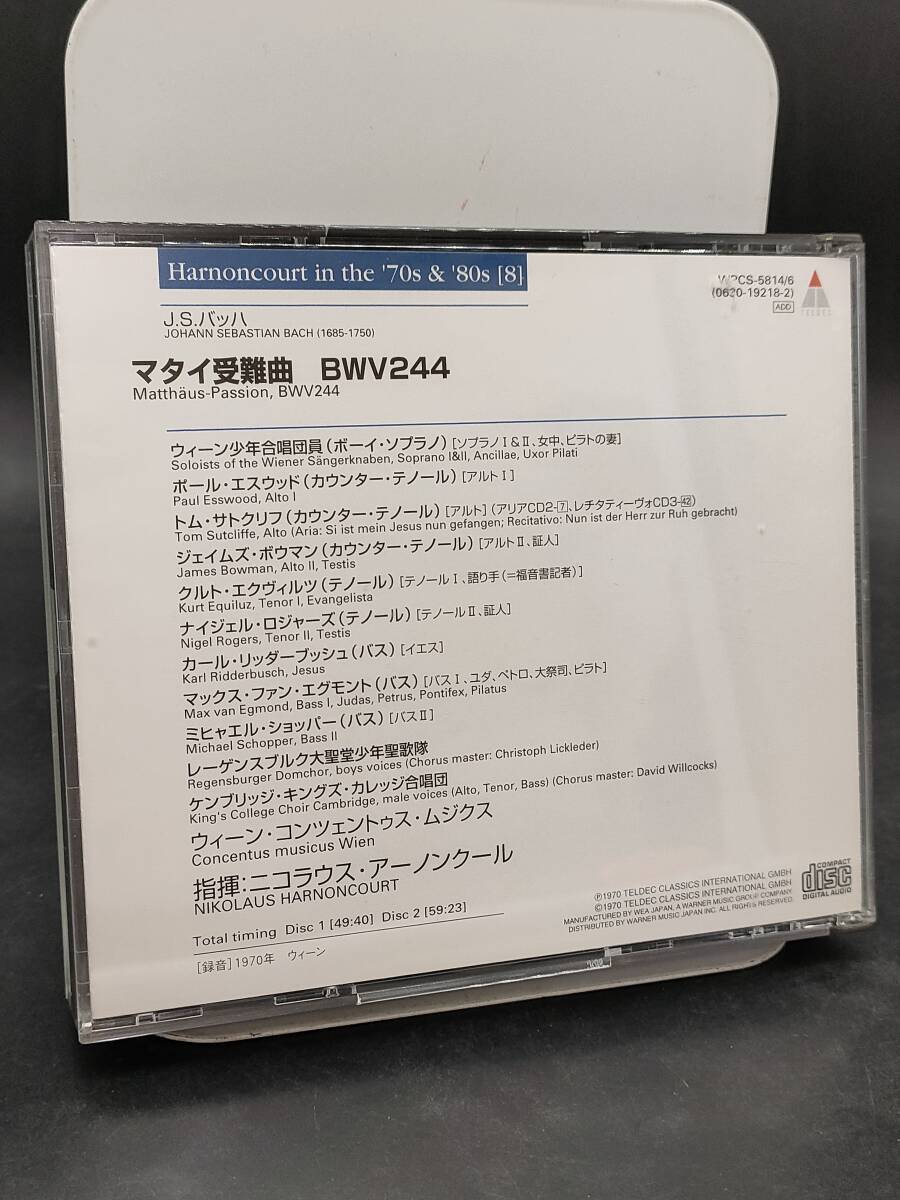 Harnoncourt in the '70s & '80s [8]
WPCS-5814/6
(0630-19218-2)
ADD
TELDEC
J.S.バッハ
JOHANN SEBASTIAN BACH (1685-1750)
マタイ受難曲 BWV244
Matthäus-Passion, BWV244
ウィーン少年合唱団員(ボーイ・ソプラノ)[ソプラノI&II、女中、ピラトの妻]
Soloists of the Wiener Sängerknaben, Soprano I&II, Ancillae, Uxor Pilati
ポール・エスウッド(カウンター・テノール)[アルトI]
Paul Esswood, Alto I
トム・サトクリフ(カウンター・テノール)[アルト](アリアCD2-7、レチタティーヴォCD3-42)
Tom Sutcliffe, Alto (Aria: Si ist mein Jesus nun gefangen; Recitativo: Nun ist der Herr zur Ruh gebracht)
ジェイムズ・ボウマン(カウンター・テノール)[アルトII、証人]
James Bowman, Alto II, Testis
クルト・エクヴィルツ(テノール)[テノールI、語り手(=福音書記者)]
Kurt Equiluz, Tenor I, Evangelista
ナイジェル・ロジャーズ(テノール)[テノールII、証人]
Nigel Rogers, Tenor II, Testis
カール・リッダーブッシュ(バス)[イエス]
Karl Ridderbusch, Jesus
マックス・ファン・エグモント(バス)[バスI、ユダ、ペトロ、大祭司、ピラト]
Max van Egmond, Bass I, Judas, Petrus, Pontifex, Pilatus
ミヒャエル・ショッパー(バス)[バスII]
Michael Schopper, Bass II
レーゲンスブルク大聖堂少年聖歌隊
Regensburger Domchor, boys voices (Chorus master: Christoph Lickleder)
ケンブリッジ・キングズ・カレッジ合唱団
King's College Choir Cambridge, male voices (Alto, Tenor, Bass) (Chorus master: David Willcocks)
ウィーン・コンツェントゥス・ムジクス
Concentus musicus Wien
指揮:ニコラウス・アーノンクール
NIKOLAUS HARNONCOURT
Total timing Disc 1 [49:40] Disc 2 [59:23]
[録音]1970年 ウィーン
℗1970 TELDEC CLASSICS INTERNATIONAL GMBH
©1970 TELDEC CLASSICS INTERNATIONAL GMBH
MANUFACTURED BY WEA JAPAN, A WARNER MUSIC GROUP COMPANY
DISTRIBUTED BY WARNER MUSIC JAPAN INC. ALL RIGHTS RESERVED.
COMPACT
disc
DIGITAL AUDIO